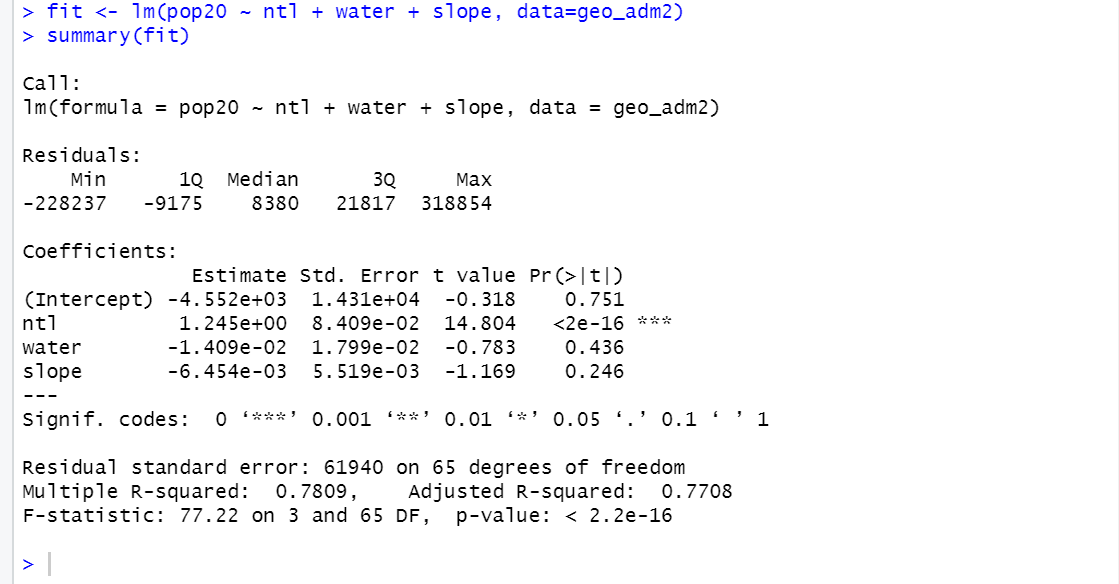 > fit <- lm(pop20 ~ ntl + water + slope, data=geo_adm2)
> summary(fit)
Call:
lm(formula = pop20 ~ ntl + water + slope, data = geo_adm2)
Residuals:
    Min      1Q  Median      3Q     Max
-228237   -9175    8380   21817  318854
Coefficients:
              Estimate Std. Error t value Pr(>|t|)
(Intercept) -4.552e+03  1.431e+04  -0.318    0.751
ntl          1.245e+00  8.409e-02  14.804   <2e-16 ***
water       -1.409e-02  1.799e-02  -0.783    0.436
slope       -6.454e-03  5.519e-03  -1.169    0.246
---
Signif. codes:  0 ‘***’ 0.001 ‘**’ 0.01 ‘*’ 0.05 ‘.’ 0.1 ‘ ’ 1
Residual standard error: 61940 on 65 degrees of freedom
Multiple R-squared:  0.7809,    Adjusted R-squared:  0.7708
F-statistic: 77.22 on 3 and 65 DF,  p-value: < 2.2e-16
>